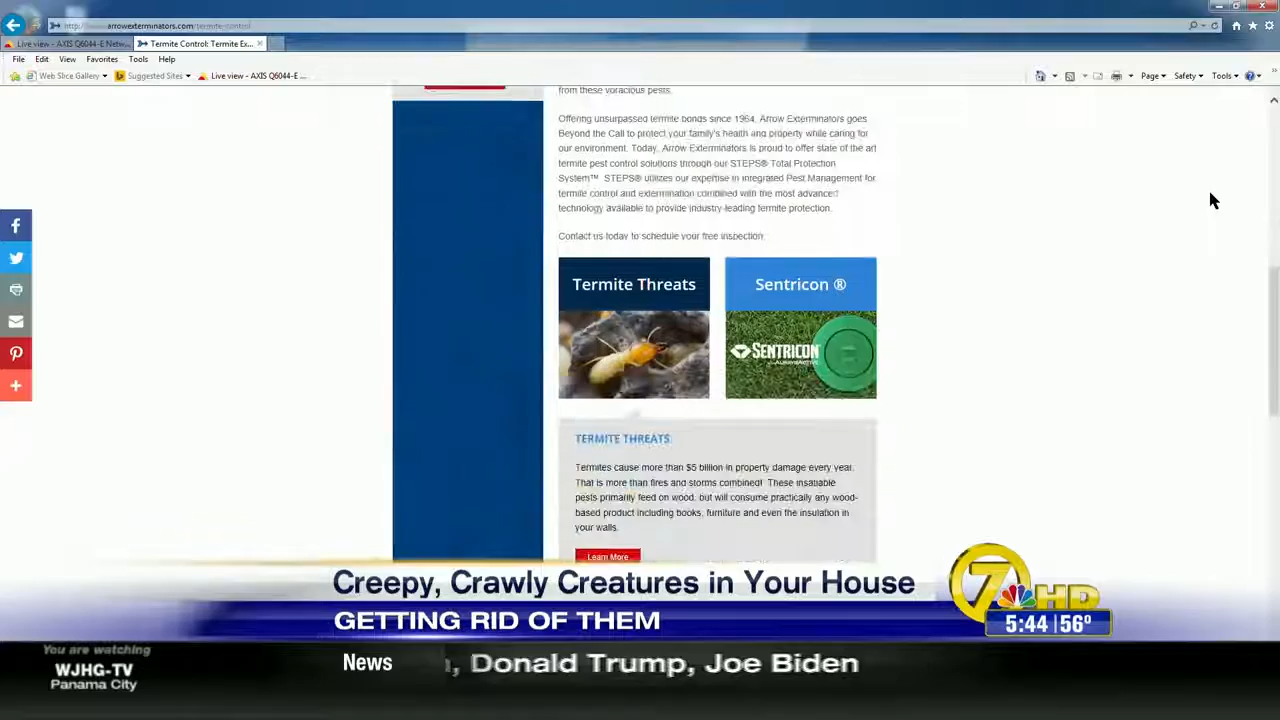 arrowexterminators.com/termite_control
Live view - AXIS Q6044-E Netw...
Termite Control: Termite Ex...
File Edit View Favorites Tools Help
Web Slice Gallery
Suggested Sites
Live view - AXIS Q6044-E ...
Page Safety Tools
from these voracious pests.
Offering unsurpassed termite bonds since 1964, Arrow Exterminators goes
Beyond the Call to protect your family's health and property while caring for
our environment. Today, Arrow Exterminators is proud to offer state of the art
termite pest control solutions through our STEPS® Total Protection
System™. STEPS® utilizes our expertise in Integrated Pest Management for
termite control and extermination combined with the most advanced
technology available to provide industry-leading termite protection.
Contact us today to schedule your free inspection.
Termite Threats
Sentricon ®
SENTRICON
TERMITE THREATS
Termites cause more than $5 billion in property damage every year.
That is more than fires and storms combined! These insatiable
pests primarily feed on wood, but will consume practically any wood-
based product including books, furniture and even the insulation in
your walls.
Learn More
Creepy, Crawly Creatures in Your House
GETTING RID OF THEM
7 HD
5:44 56°
You are watching
WJHG-TV
Panama City
News
, Donald Trump, Joe Biden